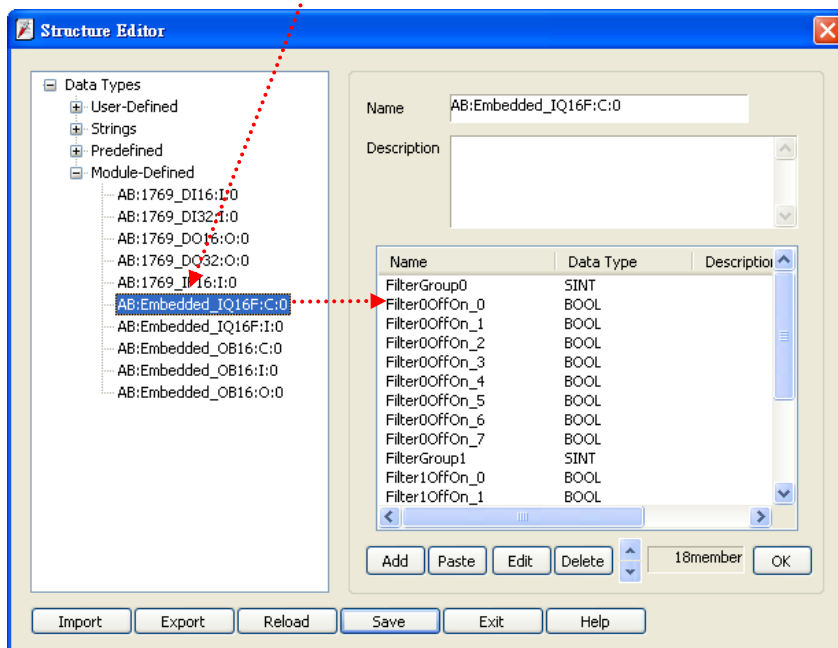 Structure Editor
Data Types
User-Defined
Strings
Predefined
Module-Defined
AB:1769_DI16:I:0
AB:1769_DI32:I:0
AB:1769_DO16:O:0
AB:1769_DO32:O:0
AB:Embedded_IQ16F:C:0
AB:Embedded_IQ16F:I:0
AB:Embedded_OB16:C:0
AB:Embedded_OB16:I:0
AB:Embedded_OB16:O:0
Name AB:Embedded_IQ16F:C:0
Description
Name Data Type Description
FilterGroup0 SINT
Filter0OffOn_0 BOOL
Filter0OffOn_1 BOOL
Filter0OffOn_2 BOOL
Filter0OffOn_3 BOOL
Filter0OffOn_4 BOOL
Filter0OffOn_5 BOOL
Filter0OffOn_6 BOOL
Filter0OffOn_7 BOOL
FilterGroup1 SINT
Filter1OffOn_0 BOOL
Filter1OffOn_1 BOOL
Add Paste Edit Delete 18member OK
Import Export Reload Save Exit Help